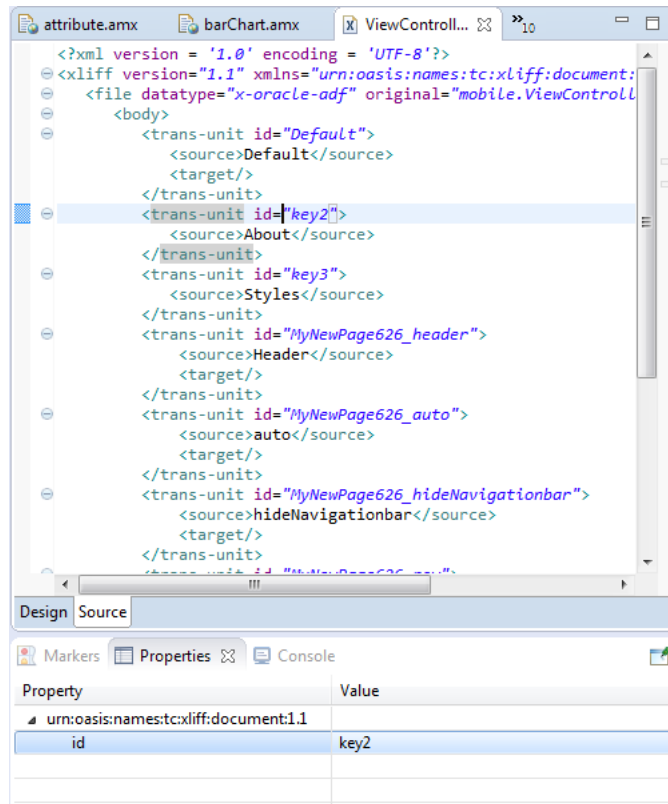 attribute.amx barChart.amx ViewControll... »10
<?xml version = '1.0' encoding = 'UTF-8'?>
<xliff version="1.1" xmlns="urn:oasis:names:tc:xliff:document:
<file datatype="x-oracle-adf" original="mobile.ViewControll
<body>
<trans-unit id="Default">
<source>Default</source>
<target/>
</trans-unit>
<trans-unit id="key2">
<source>About</source>
</trans-unit>
<trans-unit id="key3">
<source>Styles</source>
</trans-unit>
<trans-unit id="MyNewPage626_header">
<source>Header</source>
<target/>
</trans-unit>
<trans-unit id="MyNewPage626_auto">
<source>auto</source>
<target/>
</trans-unit>
<trans-unit id="MyNewPage626_hideNavigationbar">
<source>hideNavigationbar</source>
<target/>
</trans-unit>
Design Source
Markers Properties Console
Property Value
urn:oasis:names:tc:xliff:document:1.1
id key2